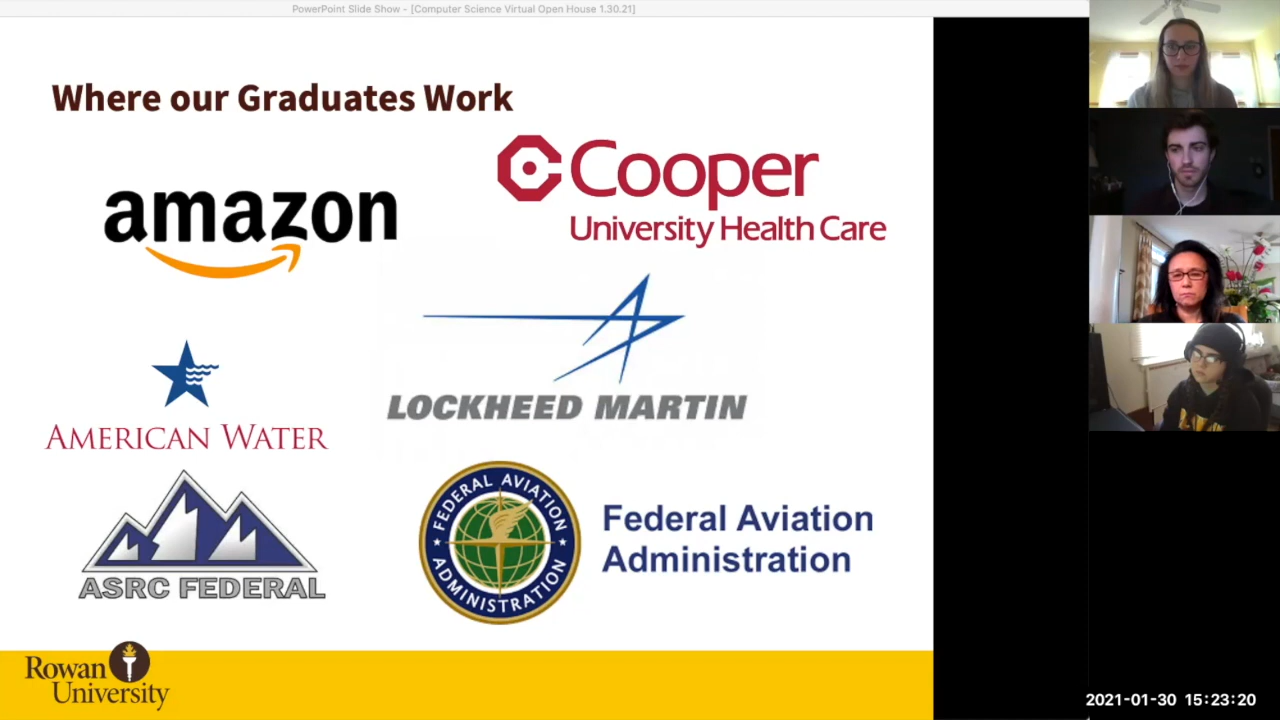 PowerPoint Slide Show - [Computer Science Virtual Open House 1.30.21]
Where our Graduates Work
amazon
Cooper
University Health Care
LOCKHEED MARTIN
AMERICAN WATER
ASRC FEDERAL
FEDERAL AVIATION
ADMINISTRATION
Federal Aviation
Administration
Rowan
University
2021-01-30 15:23:20